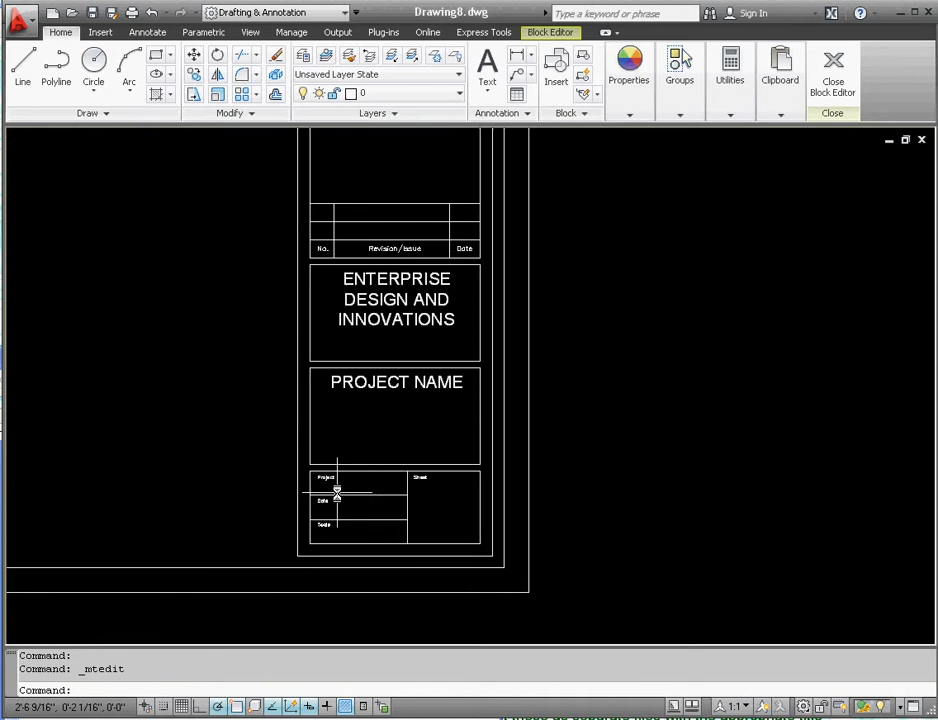 Drafting & Annotation
Drawing8.dwg
Type a keyword or phrase
Sign In
Home Insert Annotate Parametric View Manage Output Plug-ins Online Express Tools Block Editor
Unsaved Layer State
0
Line Polyline Circle Arc
Text
Insert
Properties
Groups
Utilities
Clipboard
Close
Block Editor
Draw
Modify
Layers
Annotation
Block
Close
No. Revision/Issue Date
ENTERPRISE
DESIGN AND
INNOVATIONS
PROJECT NAME
Project Sheet
Date
Scale
Command:
Command: _mtedit
Command:
2'-6 9/16", 0'-2 1/16", 0'-0"
1:1